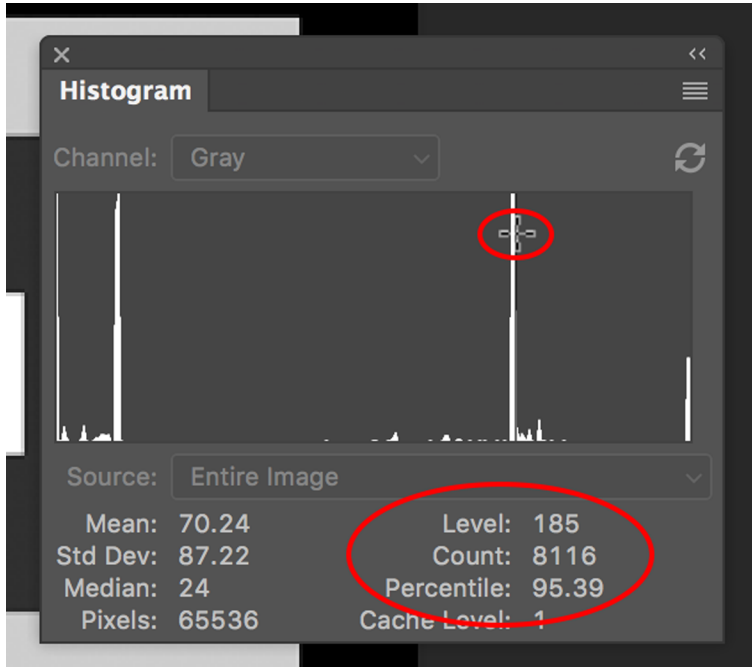 Histogram
Channel: Gray
Source: Entire Image
Mean: 70.24 Level: 185
Std Dev: 87.22 Count: 8116
Median: 24 Percentile: 95.39
Pixels: 65536 Cache Level: 1